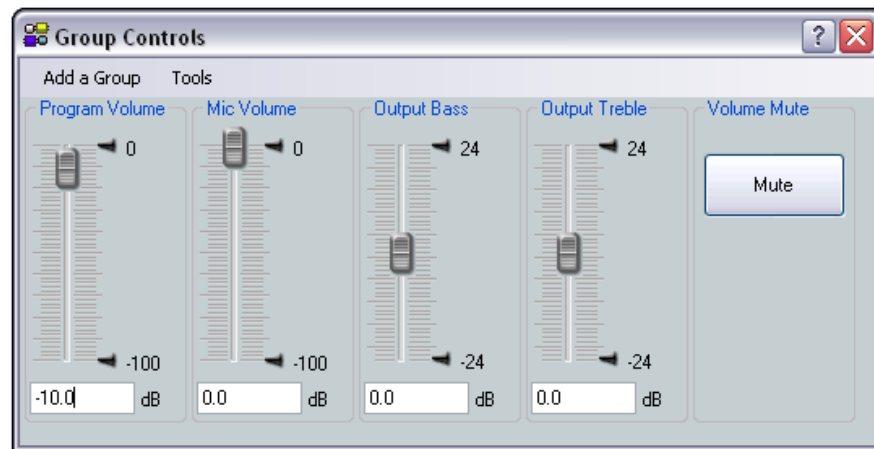 Group Controls
Add a Group Tools
Program Volume Mic Volume Output Bass Output Treble Volume Mute
0 0 24 24
Mute
-100 -100 -24 -24
-10.0 dB 0.0 dB 0.0 dB 0.0 dB